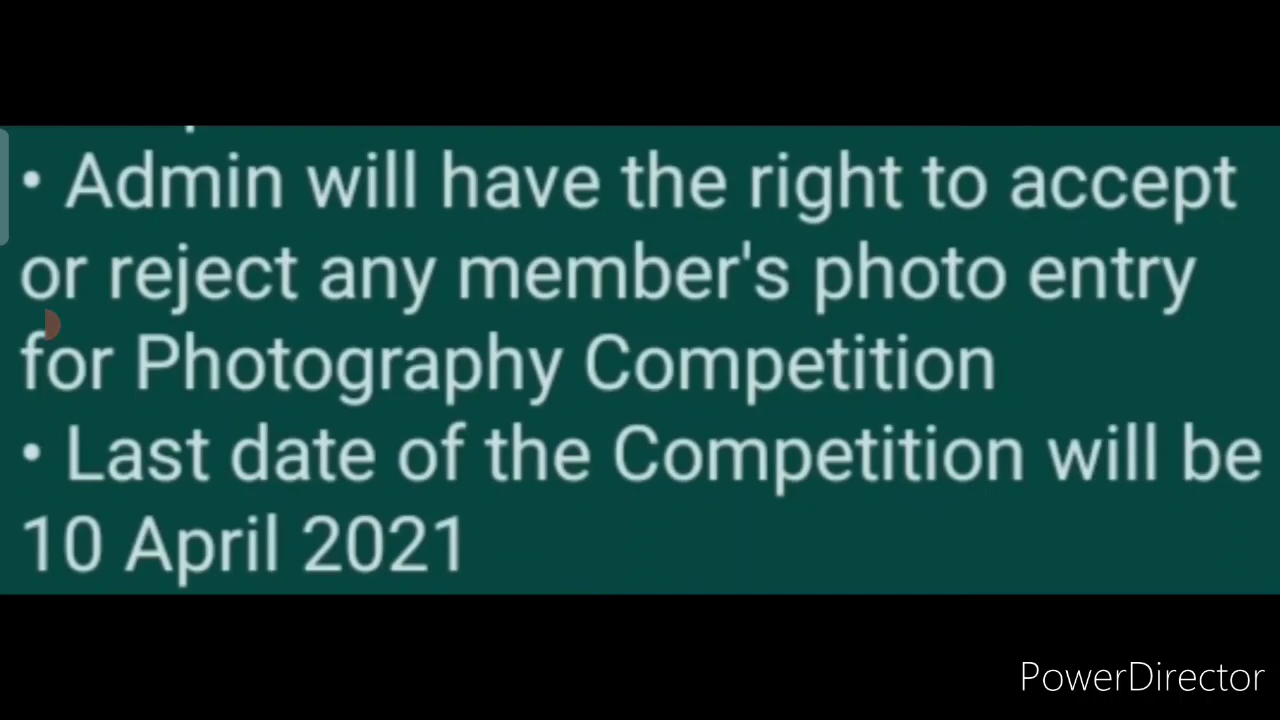 • Admin will have the right to accept
or reject any member's photo entry
for Photography Competition
• Last date of the Competition will be
10 April 2021
PowerDirector